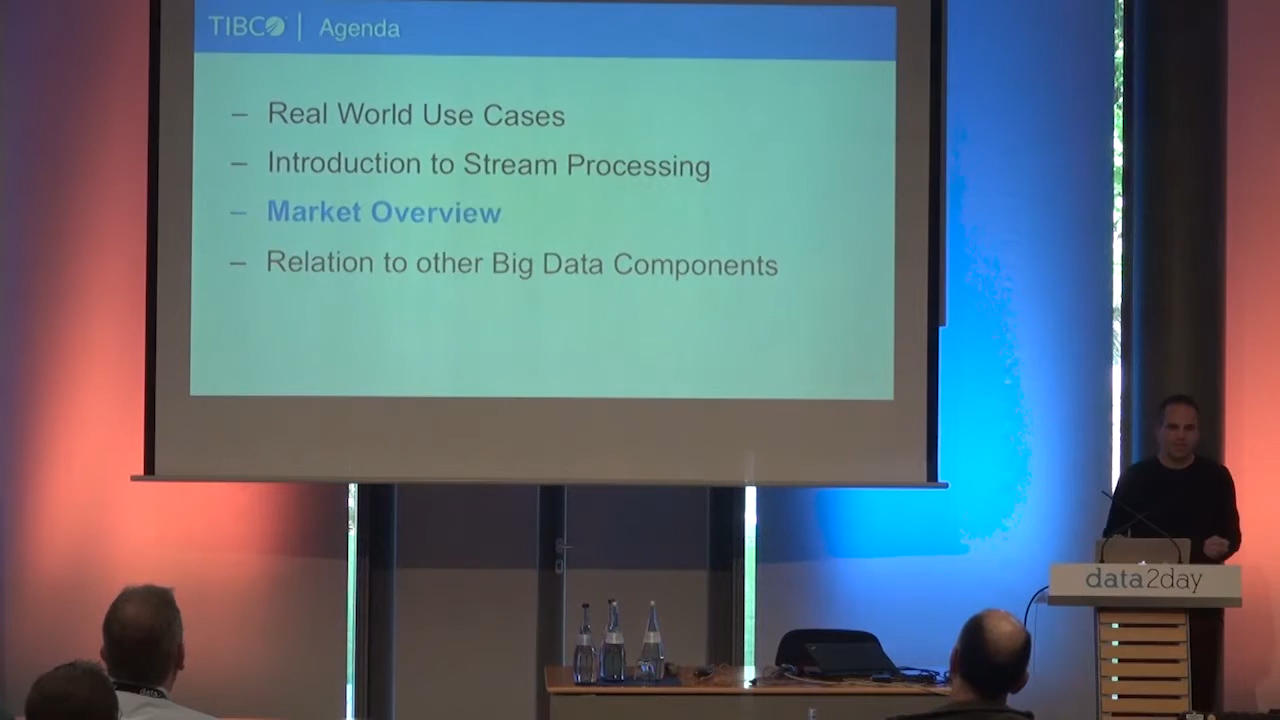 TIBCO | Agenda
– Real World Use Cases
– Introduction to Stream Processing
– Market Overview
– Relation to other Big Data Components
data2day